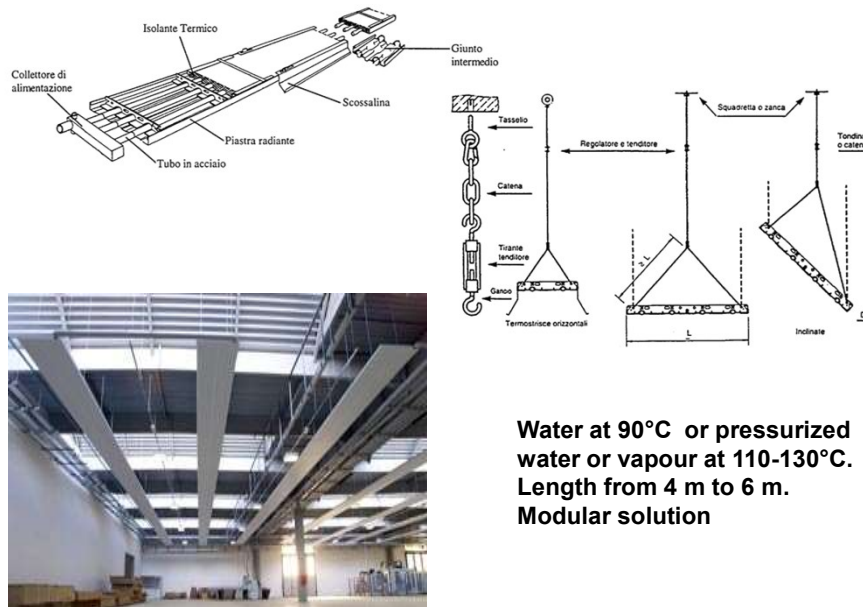 Isolante Termico
Collettore di
alimentazione
Giunto
intermedio
Scossalina
Piastra radiante
Tubo in acciaio
Tassello
Squadretta o zanca
Regolatore e tenditore
Catena
Tirante
tenditore
Gancio
Termostrisce orizzontali
L
L
Inclinate
Water at 90°C or pressurized
water or vapour at 110-130°C.
Length from 4 m to 6 m.
Modular solution